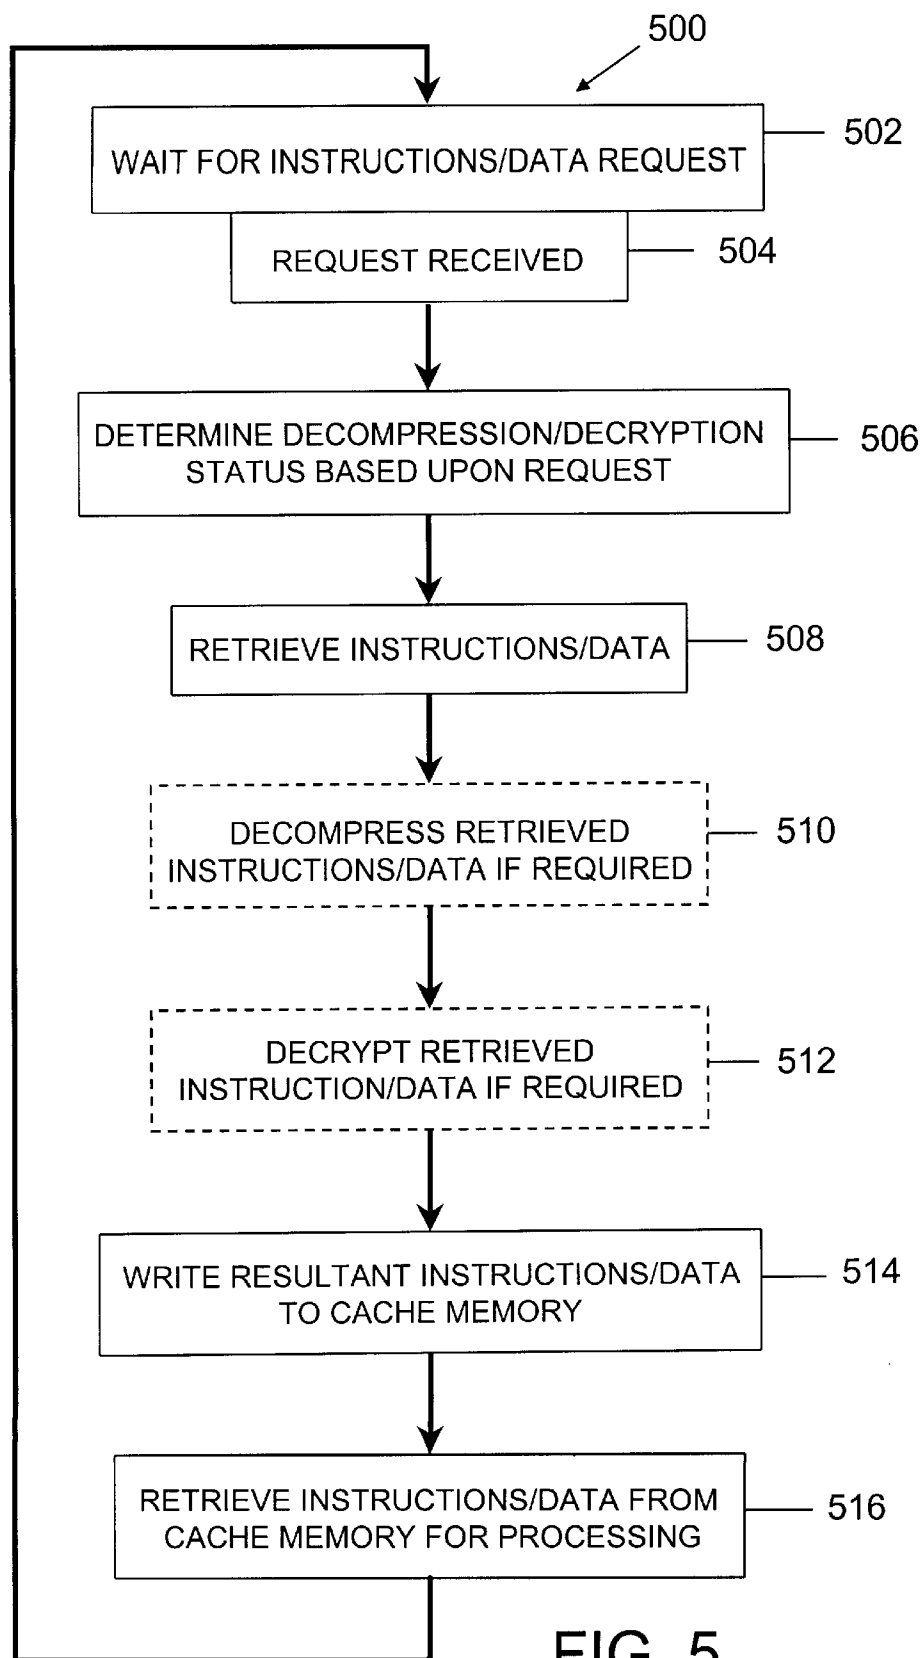 500
WAIT FOR INSTRUCTIONS/DATA REQUEST
502
REQUEST RECEIVED
504
DETERMINE DECOMPRESSION/DECRYPTION
STATUS BASED UPON REQUEST
506
RETRIEVE INSTRUCTIONS/DATA
508
DECOMPRESS RETRIEVED
INSTRUCTIONS/DATA IF REQUIRED
510
DECRYPT RETRIEVED
INSTRUCTION/DATA IF REQUIRED
512
WRITE RESULTANT INSTRUCTIONS/DATA
TO CACHE MEMORY
514
RETRIEVE INSTRUCTIONS/DATA FROM
CACHE MEMORY FOR PROCESSING
516
FIG. 5